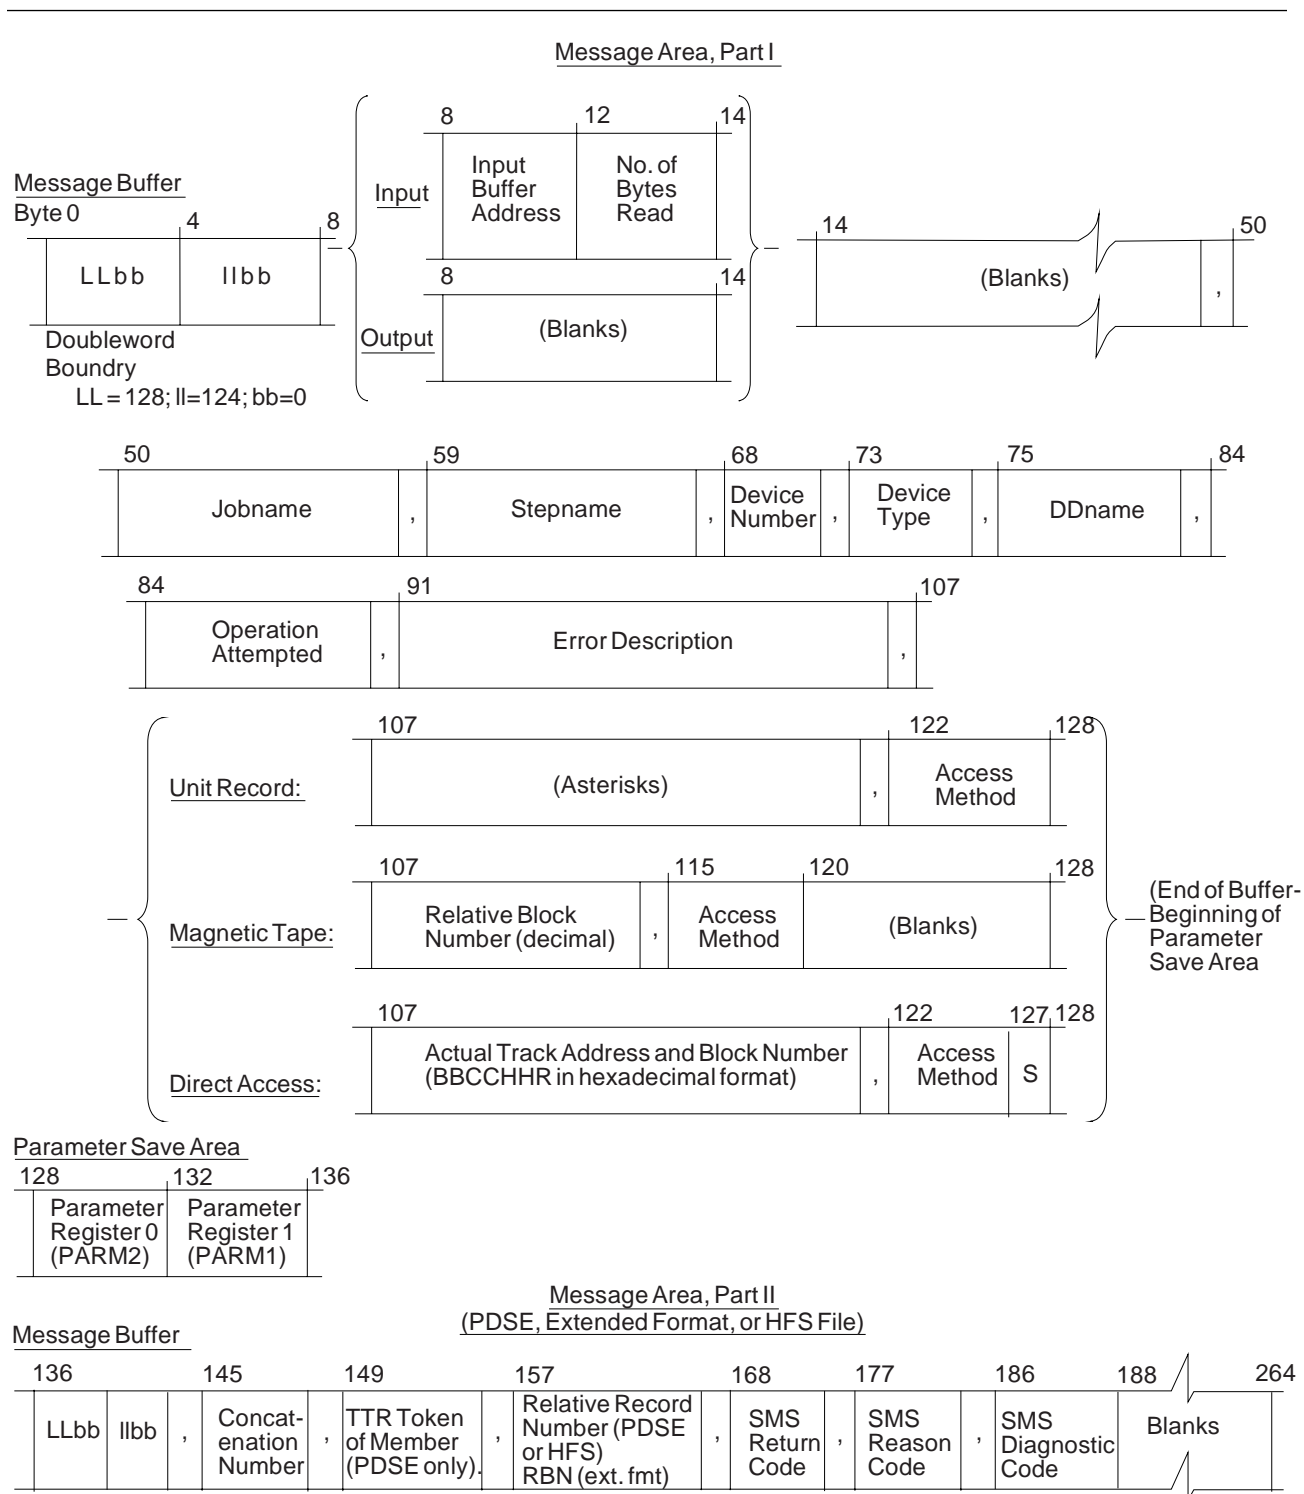 Message Area, Part I
8 12 14
Input Buffer Address
No. of Bytes Read
Input
Message Buffer
Byte 0
4 8
LLbb llbb
Doubleword
Boundry
LL = 128; ll=124; bb=0
8 14
Output
(Blanks)
14 50
(Blanks) ,
50 59 68 73 75 84
Jobname , Stepname , Device Number , Device Type , DDname ,
84 91 107
Operation Attempted , Error Description ,
107 122 128
Unit Record:
(Asterisks) , Access Method
107 115 120 128
Magnetic Tape:
Relative Block Number (decimal) , Access Method (Blanks)
(End of Buffer-
Beginning of
Parameter
Save Area
107 122 127 128
Direct Access:
Actual Track Address and Block Number
(BBCCHHR in hexadecimal format) , Access Method S
Parameter Save Area
128 132 136
Parameter Register 0 (PARM2)
Parameter Register 1 (PARM1)
Message Area, Part II
(PDSE, Extended Format, or HFS File)
Message Buffer
136 145 149 157 168 177 186 188 264
LLbb llbb , Concat-enation Number , TTR Token of Member (PDSE only). , Relative Record Number (PDSE or HFS) RBN (ext. fmt) , SMS Return Code , SMS Reason Code , SMS Diagnostic Code Blanks